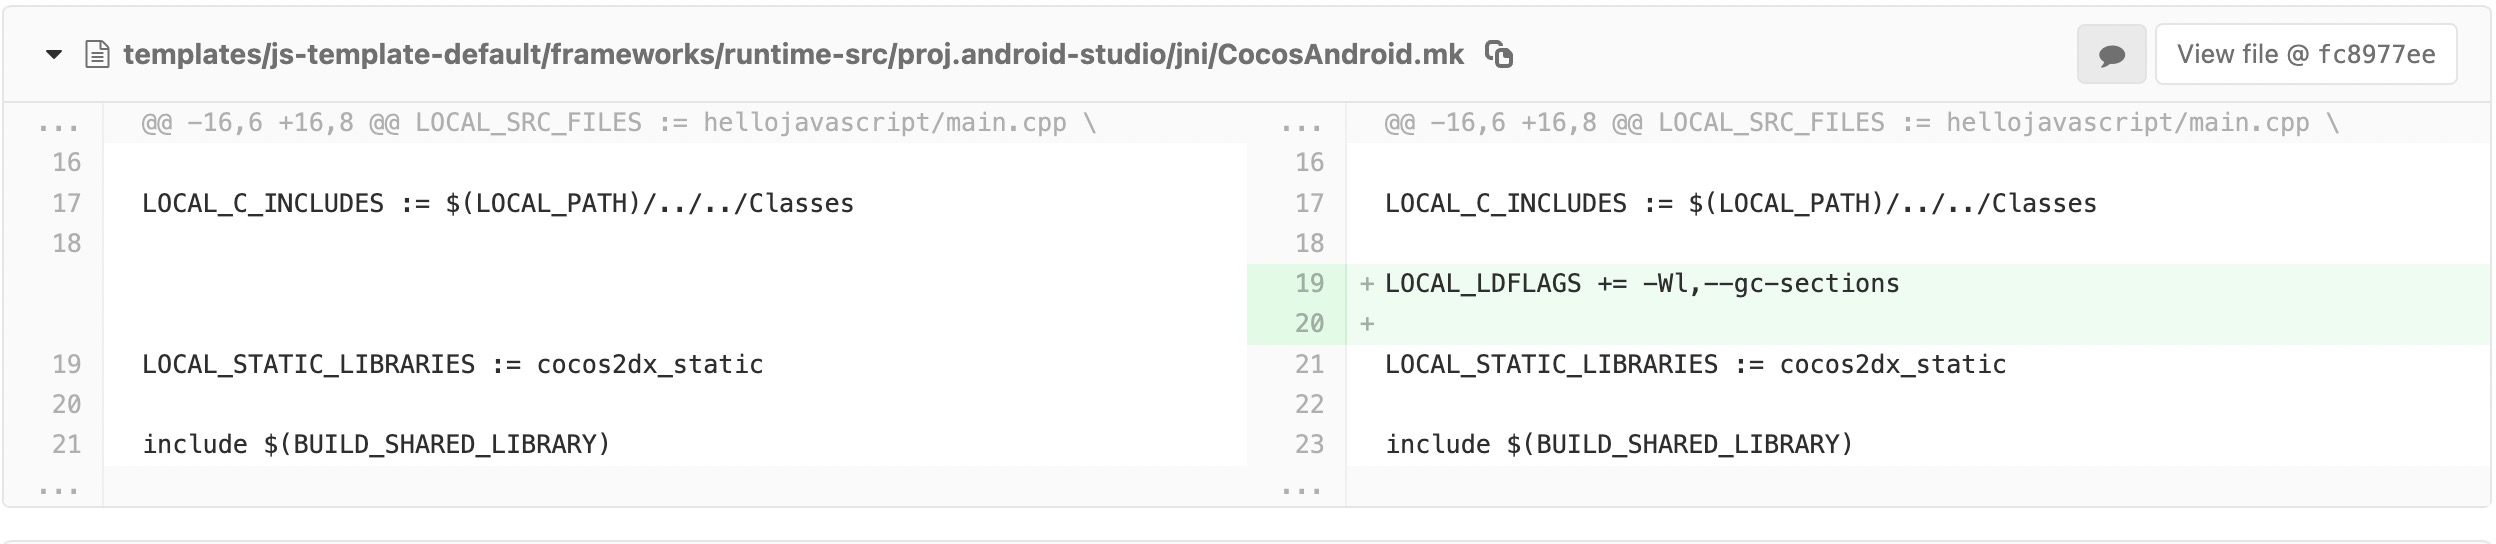 templates/js-template-default/frameworks/runtime-src/proj.android-studio/jni/CocosAndroid.mk View file @ fc8977ee
... @@ -16,6 +16,8 @@ LOCAL_SRC_FILES := hellojavascript/main.cpp \ ... @@ -16,6 +16,8 @@ LOCAL_SRC_FILES := hellojavascript/main.cpp \
16 16
17 LOCAL_C_INCLUDES := $(LOCAL_PATH)/../../Classes 17 LOCAL_C_INCLUDES := $(LOCAL_PATH)/../../Classes
18 18
19 + LOCAL_LDFLAGS += -Wl,--gc-sections
20 +
19 LOCAL_STATIC_LIBRARIES := cocos2dx_static 21 LOCAL_STATIC_LIBRARIES := cocos2dx_static
20 22
21 include $(BUILD_SHARED_LIBRARY) 23 include $(BUILD_SHARED_LIBRARY)
... ...